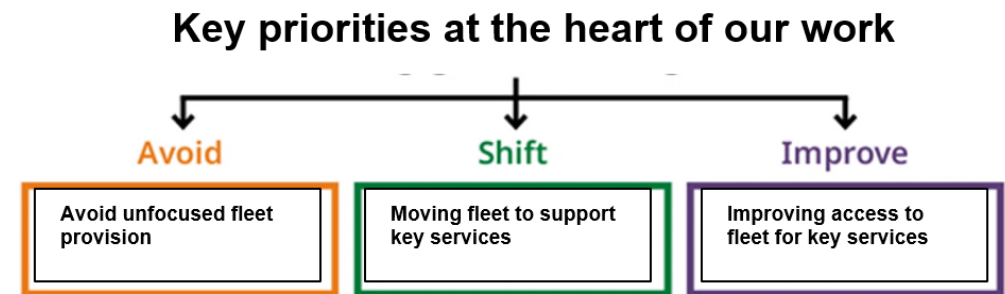 Key priorities at the heart of our work
Avoid
Shift
Improve
Avoid unfocused fleet
provision
Moving fleet to support
key services
Improving access to
fleet for key services